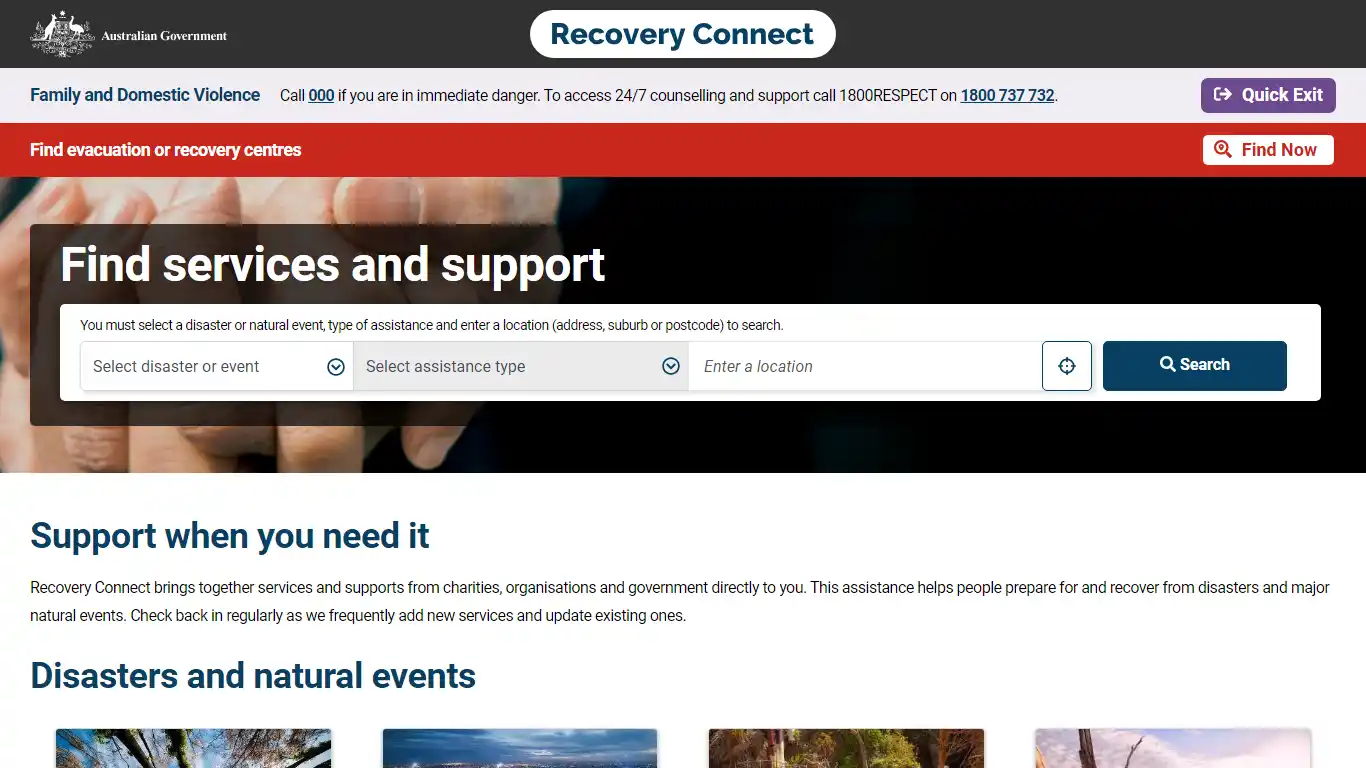 Australian Government
Recovery Connect
Family and Domestic Violence Call 000 if you are in immediate danger. To access 24/7 counselling and support call 1800RESPECT on 1800 737 732. Quick Exit
Find evacuation or recovery centres Find Now
Find services and support
You must select a disaster or natural event, type of assistance and enter a location (address, suburb or postcode) to search.
Select disaster or event Select assistance type Enter a location Search
Support when you need it
Recovery Connect brings together services and supports from charities, organisations and government directly to you. This assistance helps people prepare for and recover from disasters and major
natural events. Check back in regularly as we frequently add new services and update existing ones.
Disasters and natural events